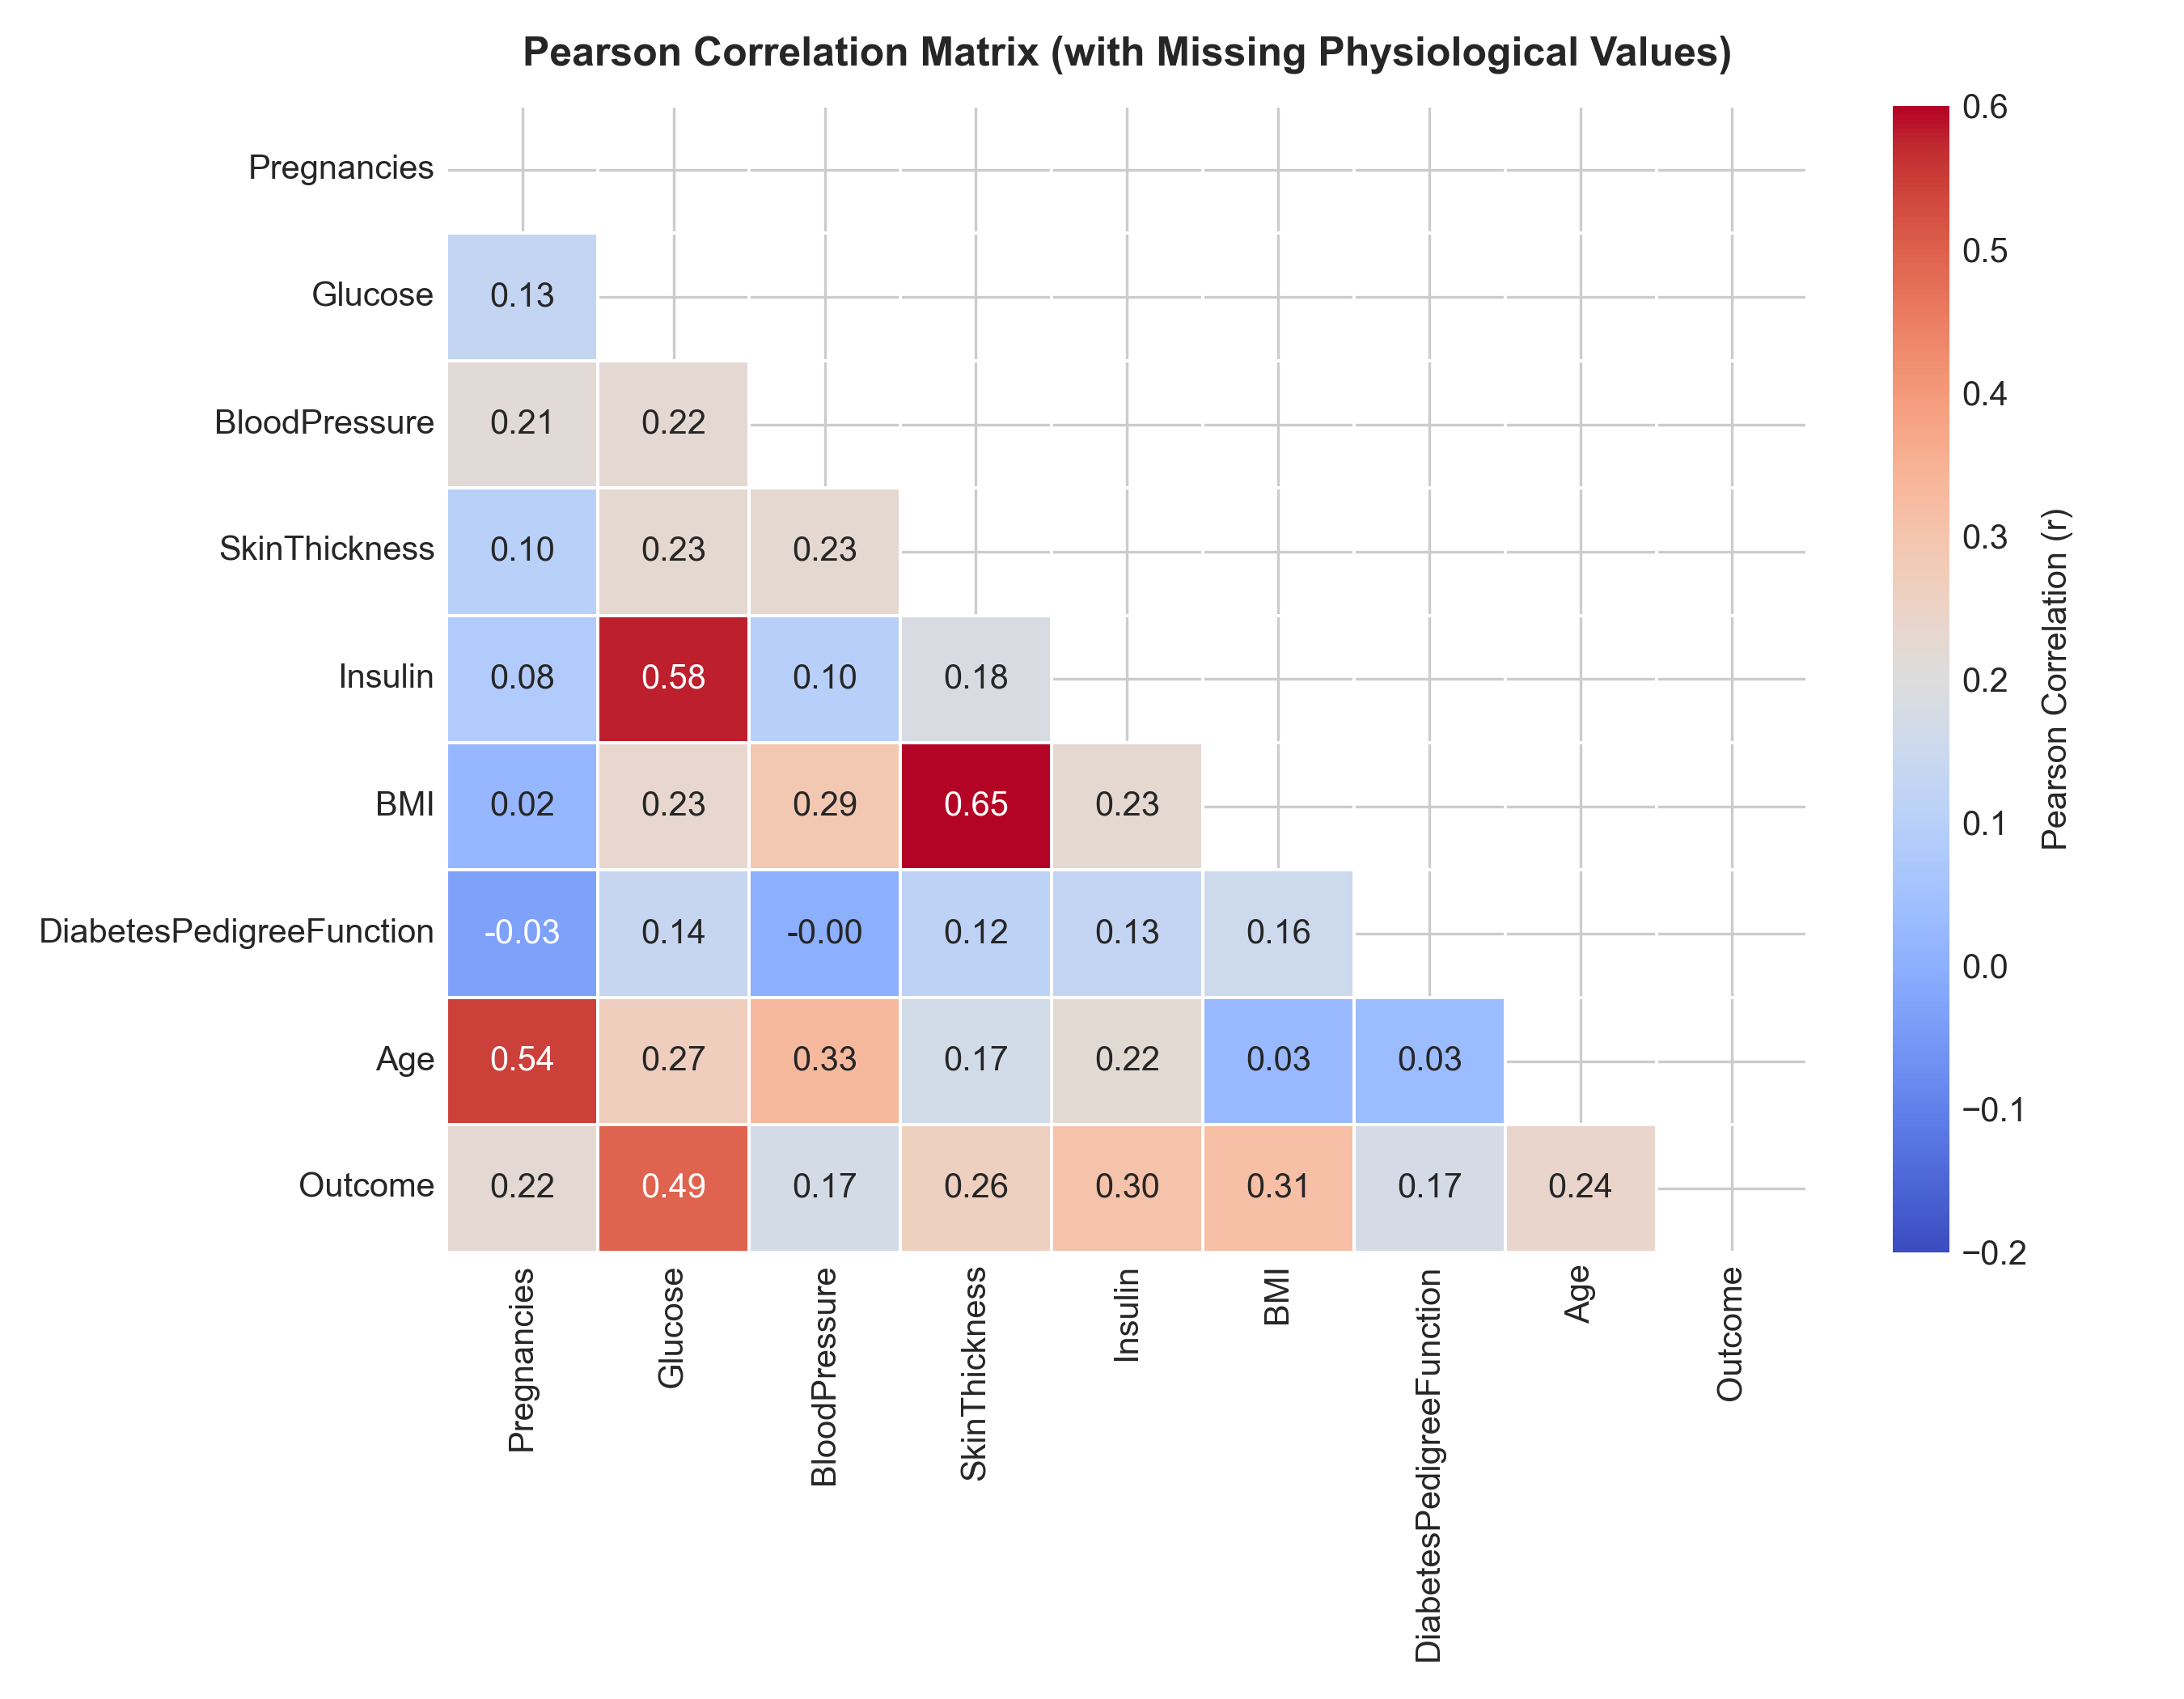 Pearson Correlation Matrix (with Missing Physiological Values)
Pregnancies
Glucose 0.13
BloodPressure 0.21 0.22
SkinThickness 0.10 0.23 0.23
Insulin 0.08 0.58 0.10 0.18
BMI 0.02 0.23 0.29 0.65 0.23
DiabetesPedigreeFunction -0.03 0.14 -0.00 0.12 0.13 0.16
Age 0.54 0.27 0.33 0.17 0.22 0.03 0.03
Outcome 0.22 0.49 0.17 0.26 0.30 0.31 0.17 0.24
Pregnancies
Glucose
BloodPressure
SkinThickness
Insulin
BMI
DiabetesPedigreeFunction
Age
Outcome
0.6
0.5
0.4
0.3
0.2
0.1
0.0
−0.1
−0.2
Pearson Correlation (r)